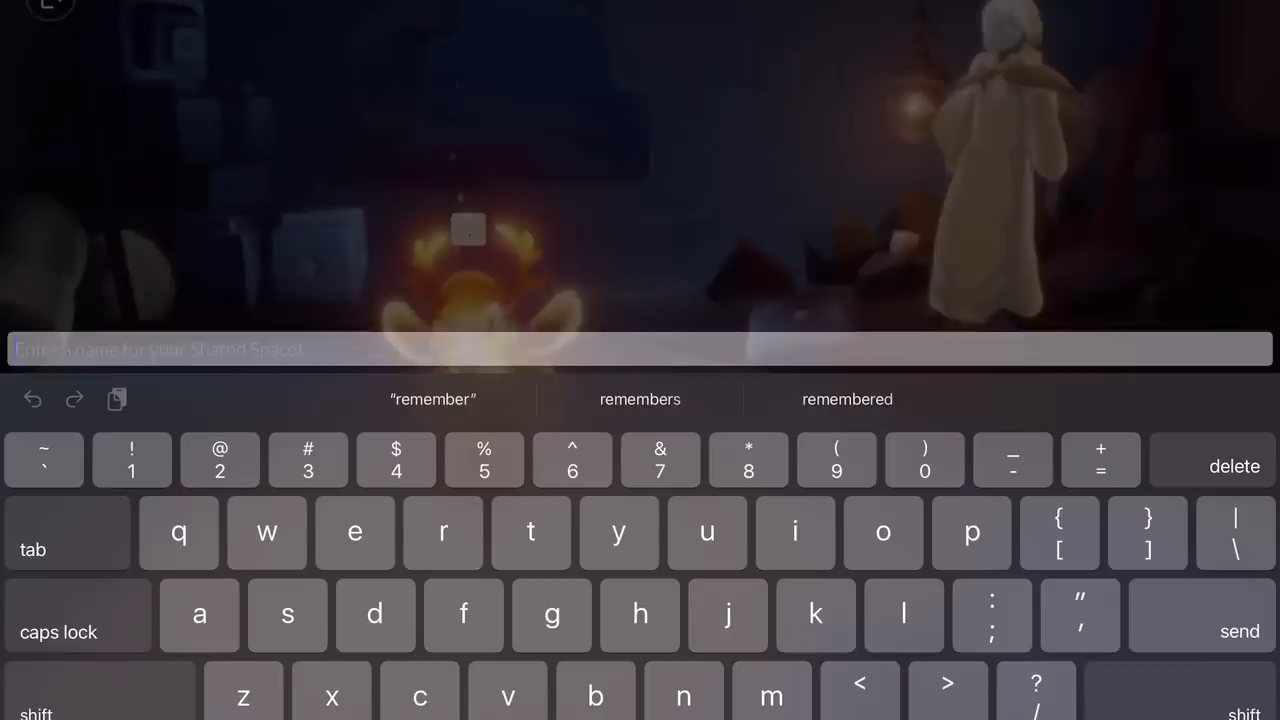 Enter a name for your Shared Space!
“remember” remembers remembered
~ ! @ # $ % ^ & * ( ) _ +
` 1 2 3 4 5 6 7 8 9 0 - = delete
tab q w e r t y u i o p { } |
[ ] \
caps lock a s d f g h j k l : "
; ' send
shift z x c v b n m < > ?
/ shift